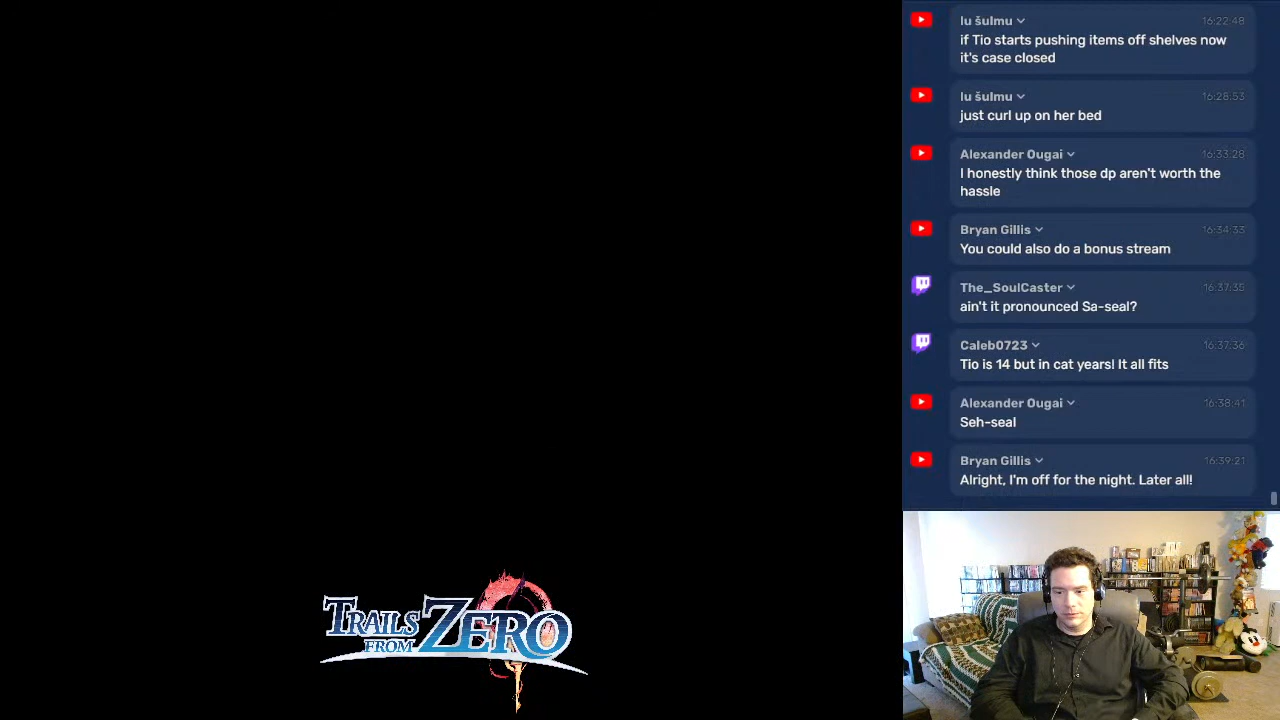 lu šulmu
16:22:48
if Tio starts pushing items off shelves now
it's case closed
lu šulmu
16:28:53
just curl up on her bed
Alexander Ougai
16:33:28
I honestly think those dp aren't worth the
hassle
Bryan Gillis
16:34:33
You could also do a bonus stream
The_SoulCaster
16:37:35
ain't it pronounced Sa-seal?
Caleb0723
16:37:36
Tio is 14 but in cat years! It all fits
Alexander Ougai
16:38:41
Seh-seal
Bryan Gillis
16:39:21
Alright, I'm off for the night. Later all!
TRAILS
FROM
ZERO